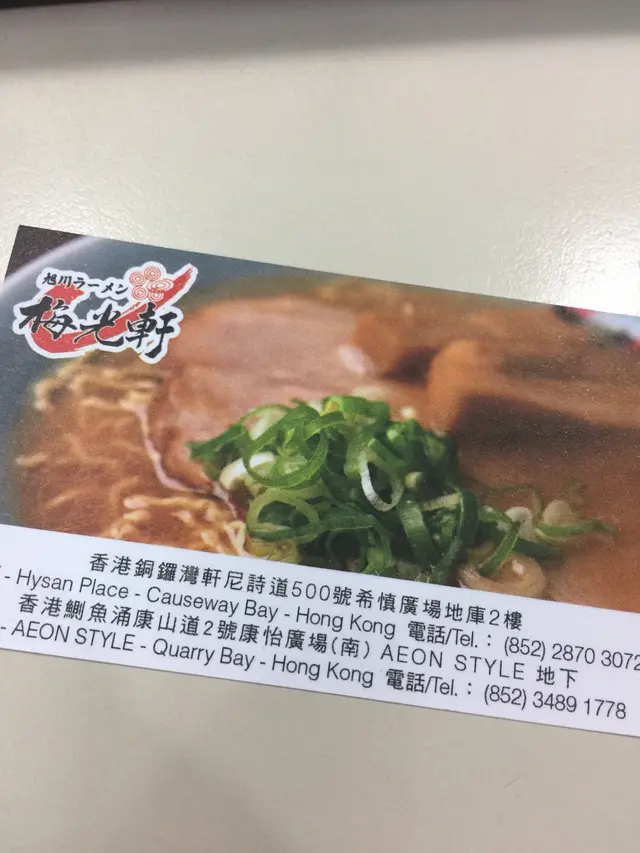 旭川ラーメン
梅光軒
香港銅鑼灣軒尼詩道500號希慎廣場地庫2樓
- Hysan Place - Causeway Bay - Hong Kong 電話/Tel.： (852) 2870 3072
香港鰂魚涌康山道2號康怡廣場(南) AEON STYLE 地下
- AEON STYLE - Quarry Bay - Hong Kong 電話/Tel.： (852) 3489 1778